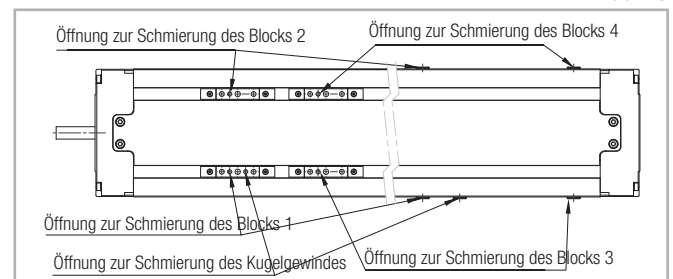 Öffnung zur Schmierung des Blocks 2
Öffnung zur Schmierung des Blocks 4
Öffnung zur Schmierung des Blocks 1
Öffnung zur Schmierung des Kugelgewindes
Öffnung zur Schmierung des Blocks 3